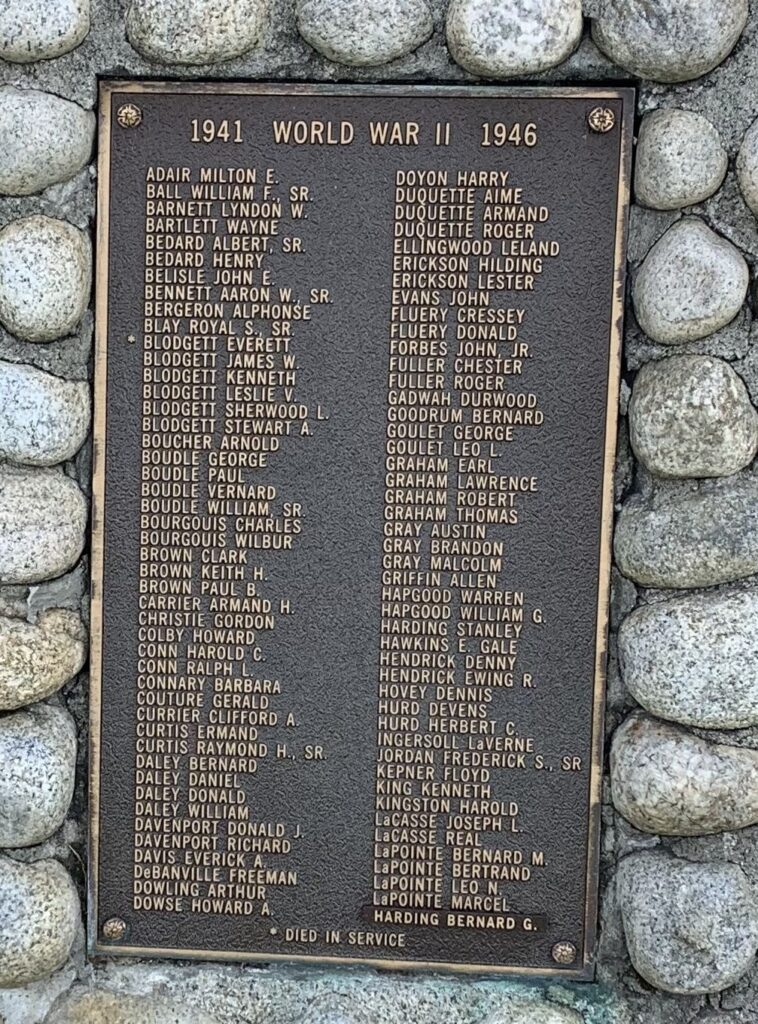 1941 WORLD WAR II 1946
ADAIR MILTON E.
BALL WILLIAM F., SR.
BARNETT LYNDON W.
BARTLETT WAYNE
BEDARD ALBERT, SR.
BEDARD HENRY
BELISLE JOHN E.
BENNETT AARON W., SR.
BERGERON ALPHONSE
BLAY ROYAL S., SR.
* BLODGETT EVERETT
BLODGETT JAMES W.
BLODGETT KENNETH
BLODGETT LESLIE V.
BLODGETT SHERWOOD L.
BLODGETT STEWART A.
BOUCHER ARNOLD
BOUDLE GEORGE
BOUDLE PAUL
BOUDLE VERNARD
BOUDLE WILLIAM, SR
BOURGOUIS CHARLES
BOURGOUIS WILBUR
BROWN CLARK
BROWN KEITH H.
BROWN PAUL B.
CARRIER ARMAND H.
CHRISTIE GORDON
COLBY HOWARD
CONN HAROLD C.
CONN RALPH L.
CONNARY BARBARA
COUTURE GERALD
CURRIER CLIFFORD A.
CURTIS ERMAND
CURTIS RAYMOND H., SR.
DALEY BERNARD
DALEY DANIEL
DALEY DONALD
DALEY WILLIAM
DAVENPORT DONALD J.
DAVENPORT RICHARD
DAVIS EVERICK A.
DeBANVILLE FREEMAN
DOWLING ARTHUR
DOWSE HOWARD A.
DOYON HARRY
DUQUETTE AIME
DUQUETTE ARMAND
DUQUETTE ROGER
ELLINGWOOD LELAND
ERICKSON HILDING
ERICKSON LESTER
EVANS JOHN
FLUERY CRESSEY
FLUERY DONALD
FORBES JOHN, JR.
FULLER CHESTER
FULLER ROGER
GADWAH DURWOOD
GOODRUM BERNARD
GOULET GEORGE
GOULET LEO L.
GRAHAM EARL
GRAHAM LAWRENCE
GRAHAM ROBERT
GRAHAM THOMAS
GRAY AUSTIN
GRAY BRANDON
GRAY MALCOLM
GRIFFIN ALLEN
HAPGOOD WARREN
HAPGOOD WILLIAM G.
HARDING STANLEY
HAWKINS E. GALE
HENDRICK DENNY
HENDRICK EWING R.
HOVEY DENNIS
HURD DEVENS
HURD HERBERT C.
INGERSOLL LaVERNE
JORDAN FREDERICK S., SR
KEPNER FLOYD
KING KENNETH
KINGSTON HAROLD
LaCASSE JOSEPH L.
LaCASSE REAL
LaPOINTE BERNARD M.
LaPOINTE BERTRAND
LaPOINTE LEO N.
LaPOINTE MARCEL
HARDING BERNARD G.
* DIED IN SERVICE